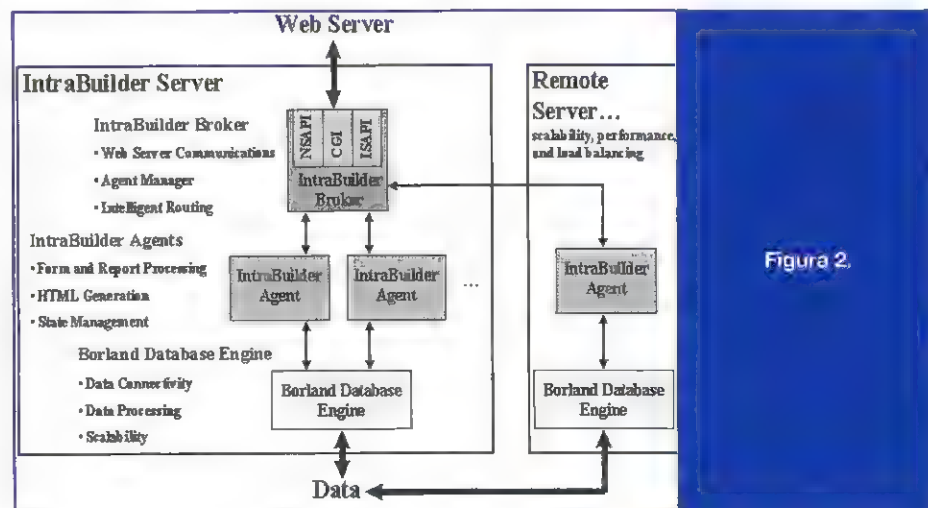 Web Server
IntraBuilder Server
IntraBuilder Broker
• Web Server Communications
• Agent Manager
• Intelligent Routing
NSAPI
CGI
ISAPI
IntraBuilder
Broker
IntraBuilder Agents
• Form and Report Processing
• HTML Generation
• State Management
IntraBuilder
Agent
IntraBuilder
Agent
...
Borland Database Engine
• Data Connectivity
• Data Processing
• Scalability
Borland Database
Engine
Data
Remote
Server...
scalability, performance,
and load balancing
IntraBuilder
Agent
Borland Database
Engine
Figura 2.